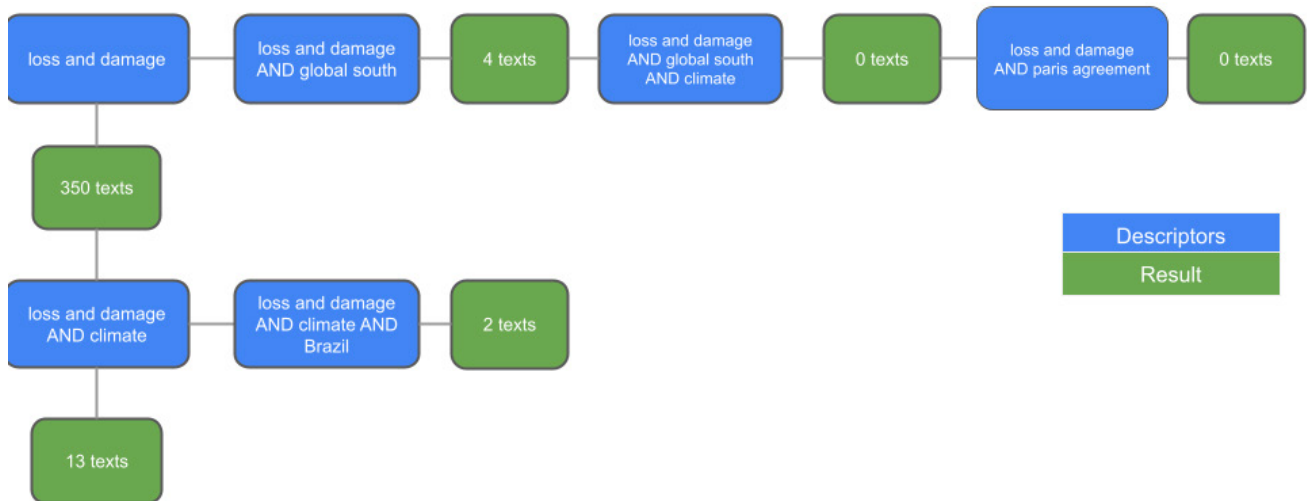 loss and damage
loss and damage
AND global south
4 texts
loss and damage
AND global south
AND climate
0 texts
loss and damage
AND paris agreement
0 texts
350 texts
Descriptors
Result
loss and damage
AND climate
loss and damage
AND climate AND
Brazil
2 texts
13 texts